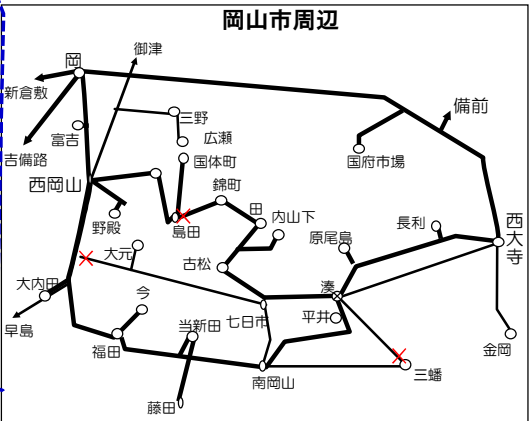 岡山市周辺
御津
岡
新倉敷
備前
三野
富吉
広瀬
吉備路
国体町
国府市場
西岡山
錦町
田
内山下
長利
西大寺
野殿
島田
原尾島
大元
古松
大内田
今
湊
早島
当新田
七日市
平井
福田
金岡
南岡山
三蟠
藤田